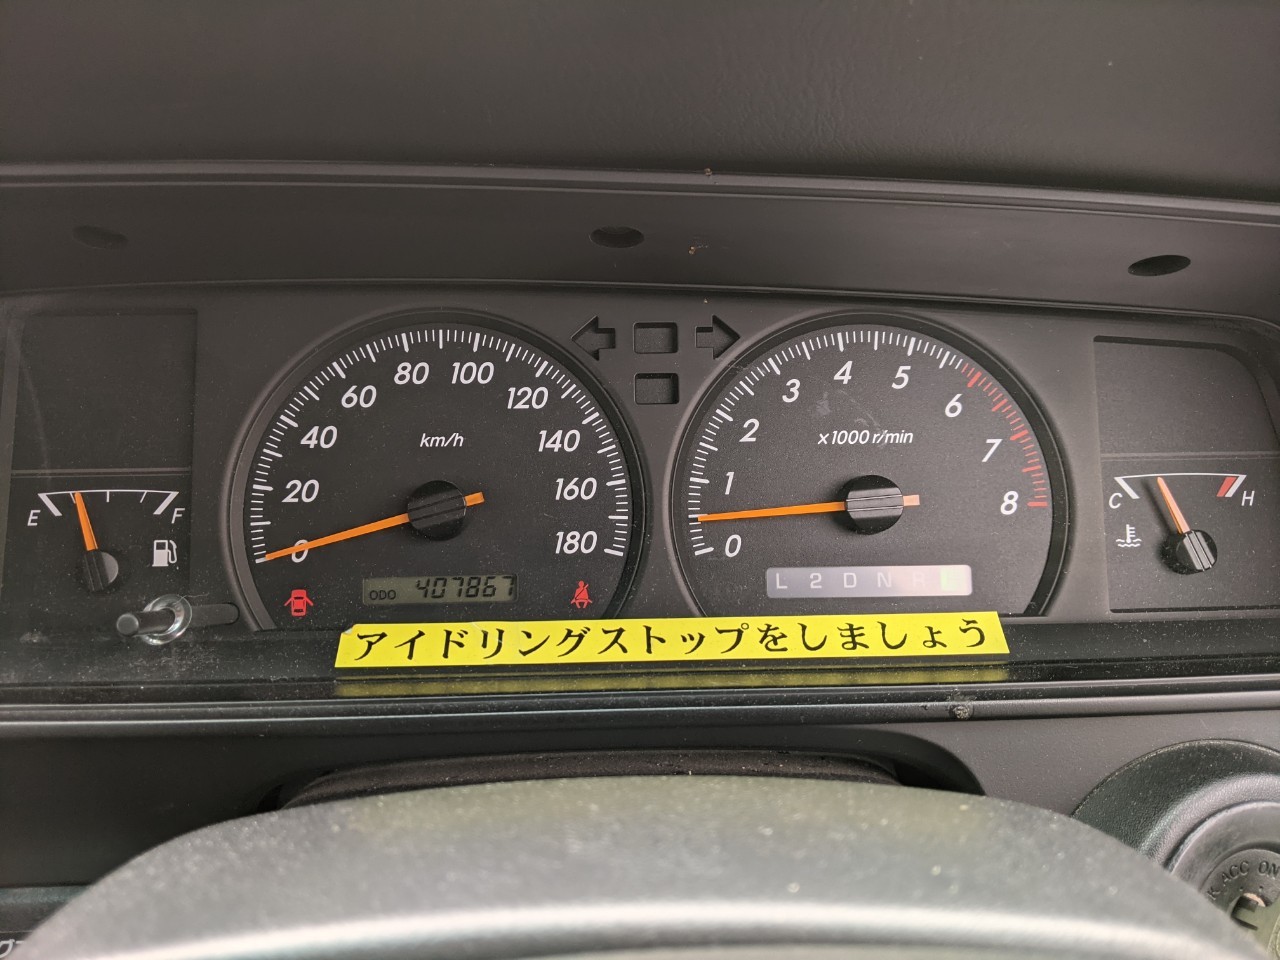 60 80 100 120
40 km/h 140
20 160
0 180
ODO 407867
3 4 5
2 6
x1000 r/min
1 7
0 8
L 2 D N R
E F
C H
アイドリングストップをしましょう
ACC ON